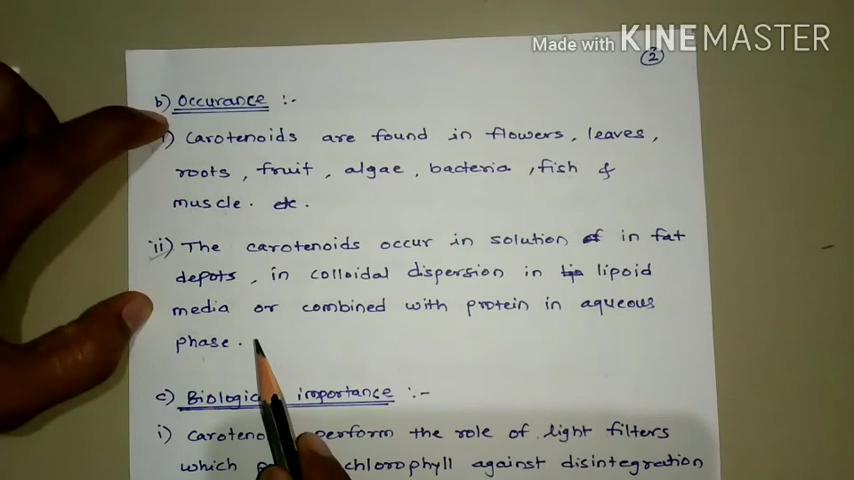 Made with KINEMASTER
2
b) Occurance :-
i) Carotenoids are found in flowers, leaves,
roots, fruit, algae, bacteria, fish &
muscle. etc.
ii) The carotenoids occur in solution in fat
depots, in colloidal dispersion in lipoid
media or combined with protein in aqueous
phase.
c) Biologic importance :-
i) Caroteno perform the role of light filters
which chlorophyll against disintegration